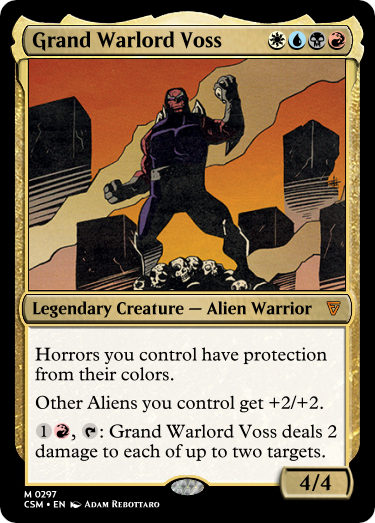 Grand Warlord Voss
Legendary Creature — Alien Warrior
Horrors you control have protection
from their colors.
Other Aliens you control get +2/+2.
1 , : Grand Warlord Voss deals 2
damage to each of up to two targets.
4/4
M 0297
CSM • EN Adam Rebottaro